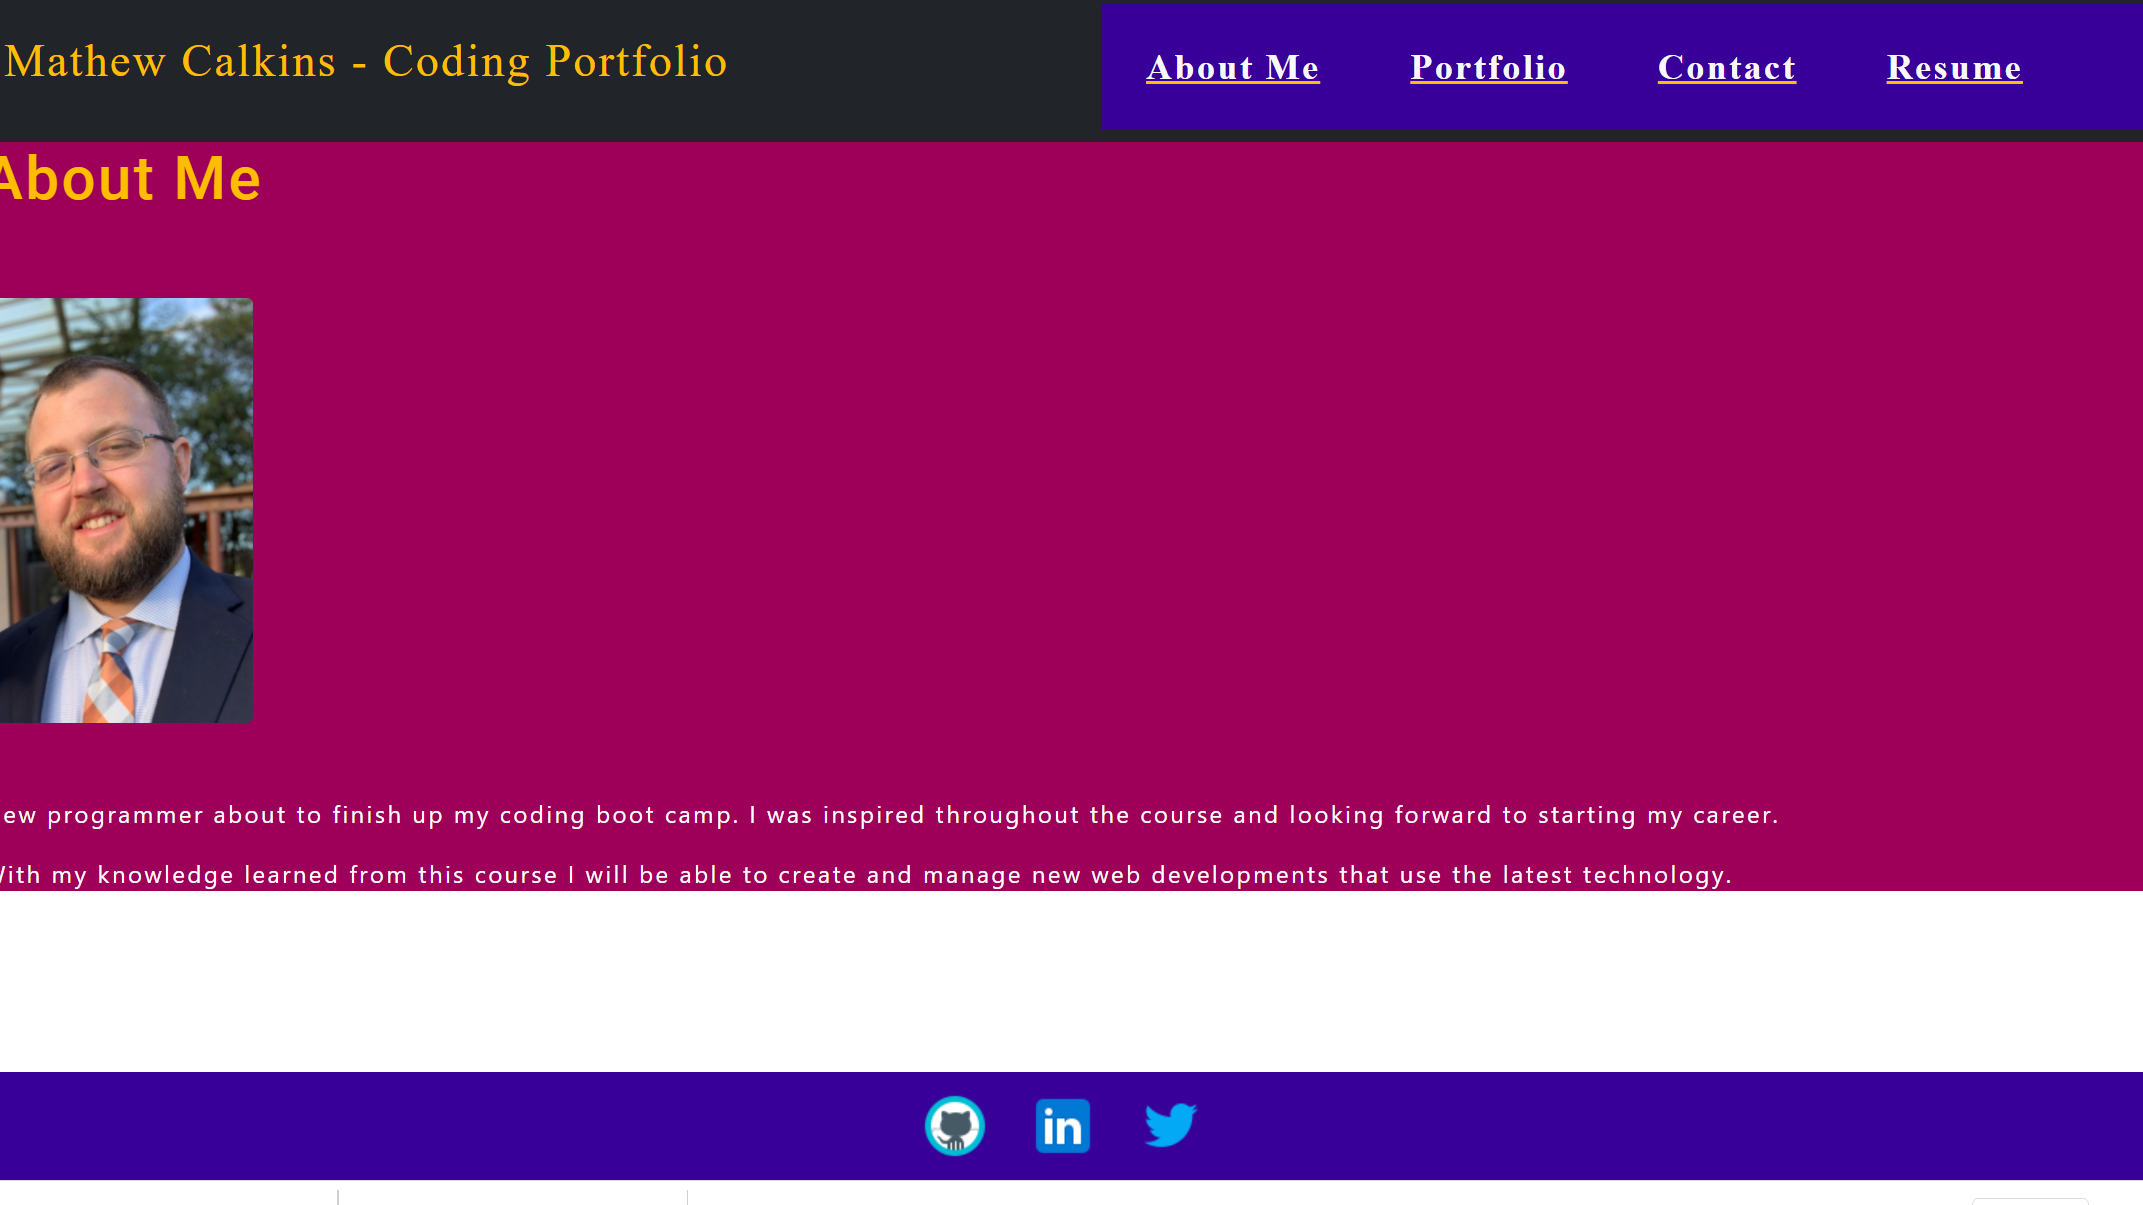 Mathew Calkins - Coding Portfolio
About Me Portfolio Contact Resume
About Me
ew programmer about to finish up my coding boot camp. I was inspired throughout the course and looking forward to starting my career.
With my knowledge learned from this course I will be able to create and manage new web developments that use the latest technology.
in